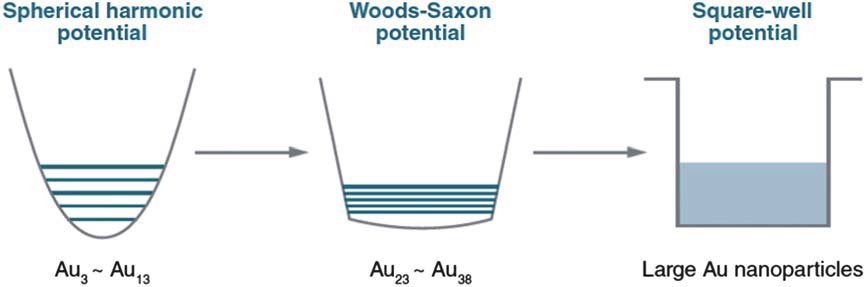 Spherical harmonic
potential
Woods-Saxon
potential
Square-well
potential
Au₃ ~ Au₁₃
Au₂₃ ~ Au₃₈
Large Au nanoparticles